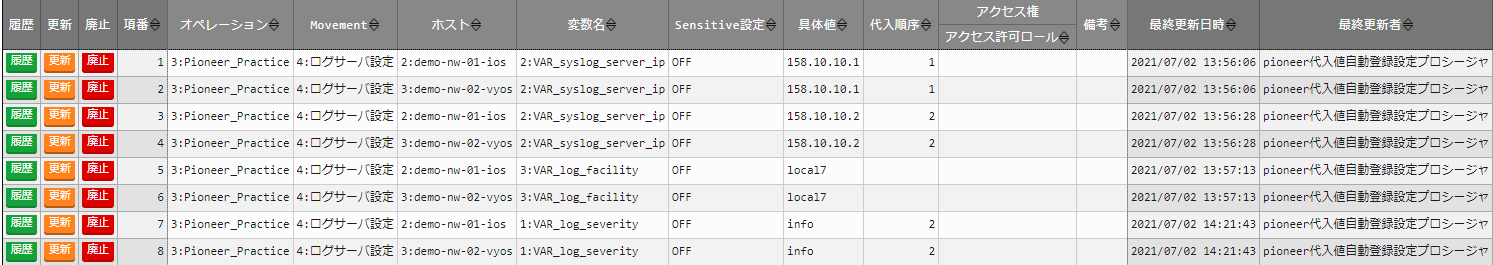 履歴 更新 廃止 項番 オペレーション Movement ホスト 変数名 Sensitive設定 具体値 代入順序 アクセス権 備考 最終更新日時 最終更新者
アクセス許可ロール
履歴 更新 廃止 1 3:Pioneer_Practice 4:ログサーバ設定 2:demo-nw-01-ios 2:VAR_syslog_server_ip OFF 158.10.10.1 1 2021/07/02 13:56:06 pioneer代入値自動登録設定プロシージャ
履歴 更新 廃止 2 3:Pioneer_Practice 4:ログサーバ設定 3:demo-nw-02-vyos 2:VAR_syslog_server_ip OFF 158.10.10.1 1 2021/07/02 13:56:06 pioneer代入値自動登録設定プロシージャ
履歴 更新 廃止 3 3:Pioneer_Practice 4:ログサーバ設定 2:demo-nw-01-ios 2:VAR_syslog_server_ip OFF 158.10.10.2 2 2021/07/02 13:56:28 pioneer代入値自動登録設定プロシージャ
履歴 更新 廃止 4 3:Pioneer_Practice 4:ログサーバ設定 3:demo-nw-02-vyos 2:VAR_syslog_server_ip OFF 158.10.10.2 2 2021/07/02 13:56:28 pioneer代入値自動登録設定プロシージャ
履歴 更新 廃止 5 3:Pioneer_Practice 4:ログサーバ設定 2:demo-nw-01-ios 3:VAR_log_facility OFF local7 2021/07/02 13:57:13 pioneer代入値自動登録設定プロシージャ
履歴 更新 廃止 6 3:Pioneer_Practice 4:ログサーバ設定 3:demo-nw-02-vyos 3:VAR_log_facility OFF local7 2021/07/02 13:57:13 pioneer代入値自動登録設定プロシージャ
履歴 更新 廃止 7 3:Pioneer_Practice 4:ログサーバ設定 2:demo-nw-01-ios 1:VAR_log_severity OFF info 2 2021/07/02 14:21:43 pioneer代入値自動登録設定プロシージャ
履歴 更新 廃止 8 3:Pioneer_Practice 4:ログサーバ設定 3:demo-nw-02-vyos 1:VAR_log_severity OFF info 2 2021/07/02 14:21:43 pioneer代入値自動登録設定プロシージャ